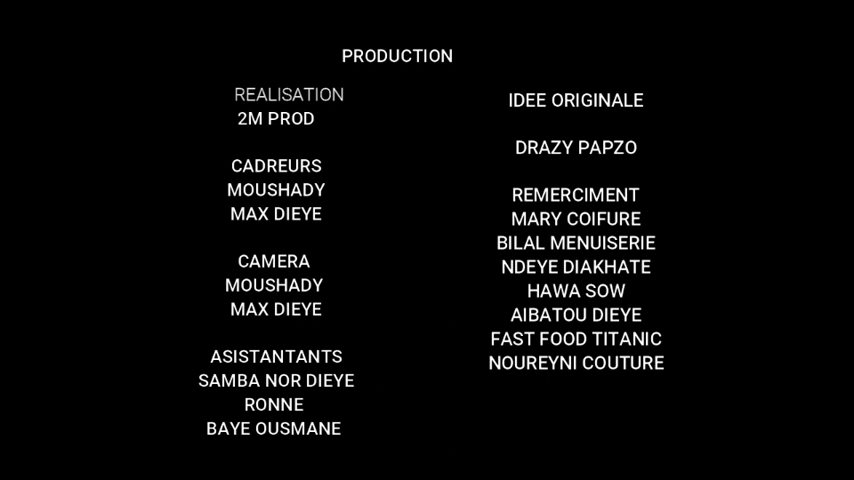 PRODUCTION
REALISATION
2M PROD
CADREURS
MOUSHADY
MAX DIEYE
CAMERA
MOUSHADY
MAX DIEYE
ASISTANTANTS
SAMBA NOR DIEYE
RONNE
BAYE OUSMANE
IDEE ORIGINALE
DRAZY PAPZO
REMERCIMENT
MARY COIFURE
BILAL MENUISERIE
NDEYE DIAKHATE
HAWA SOW
AIBATOU DIEYE
FAST FOOD TITANIC
NOUREYNI COUTURE